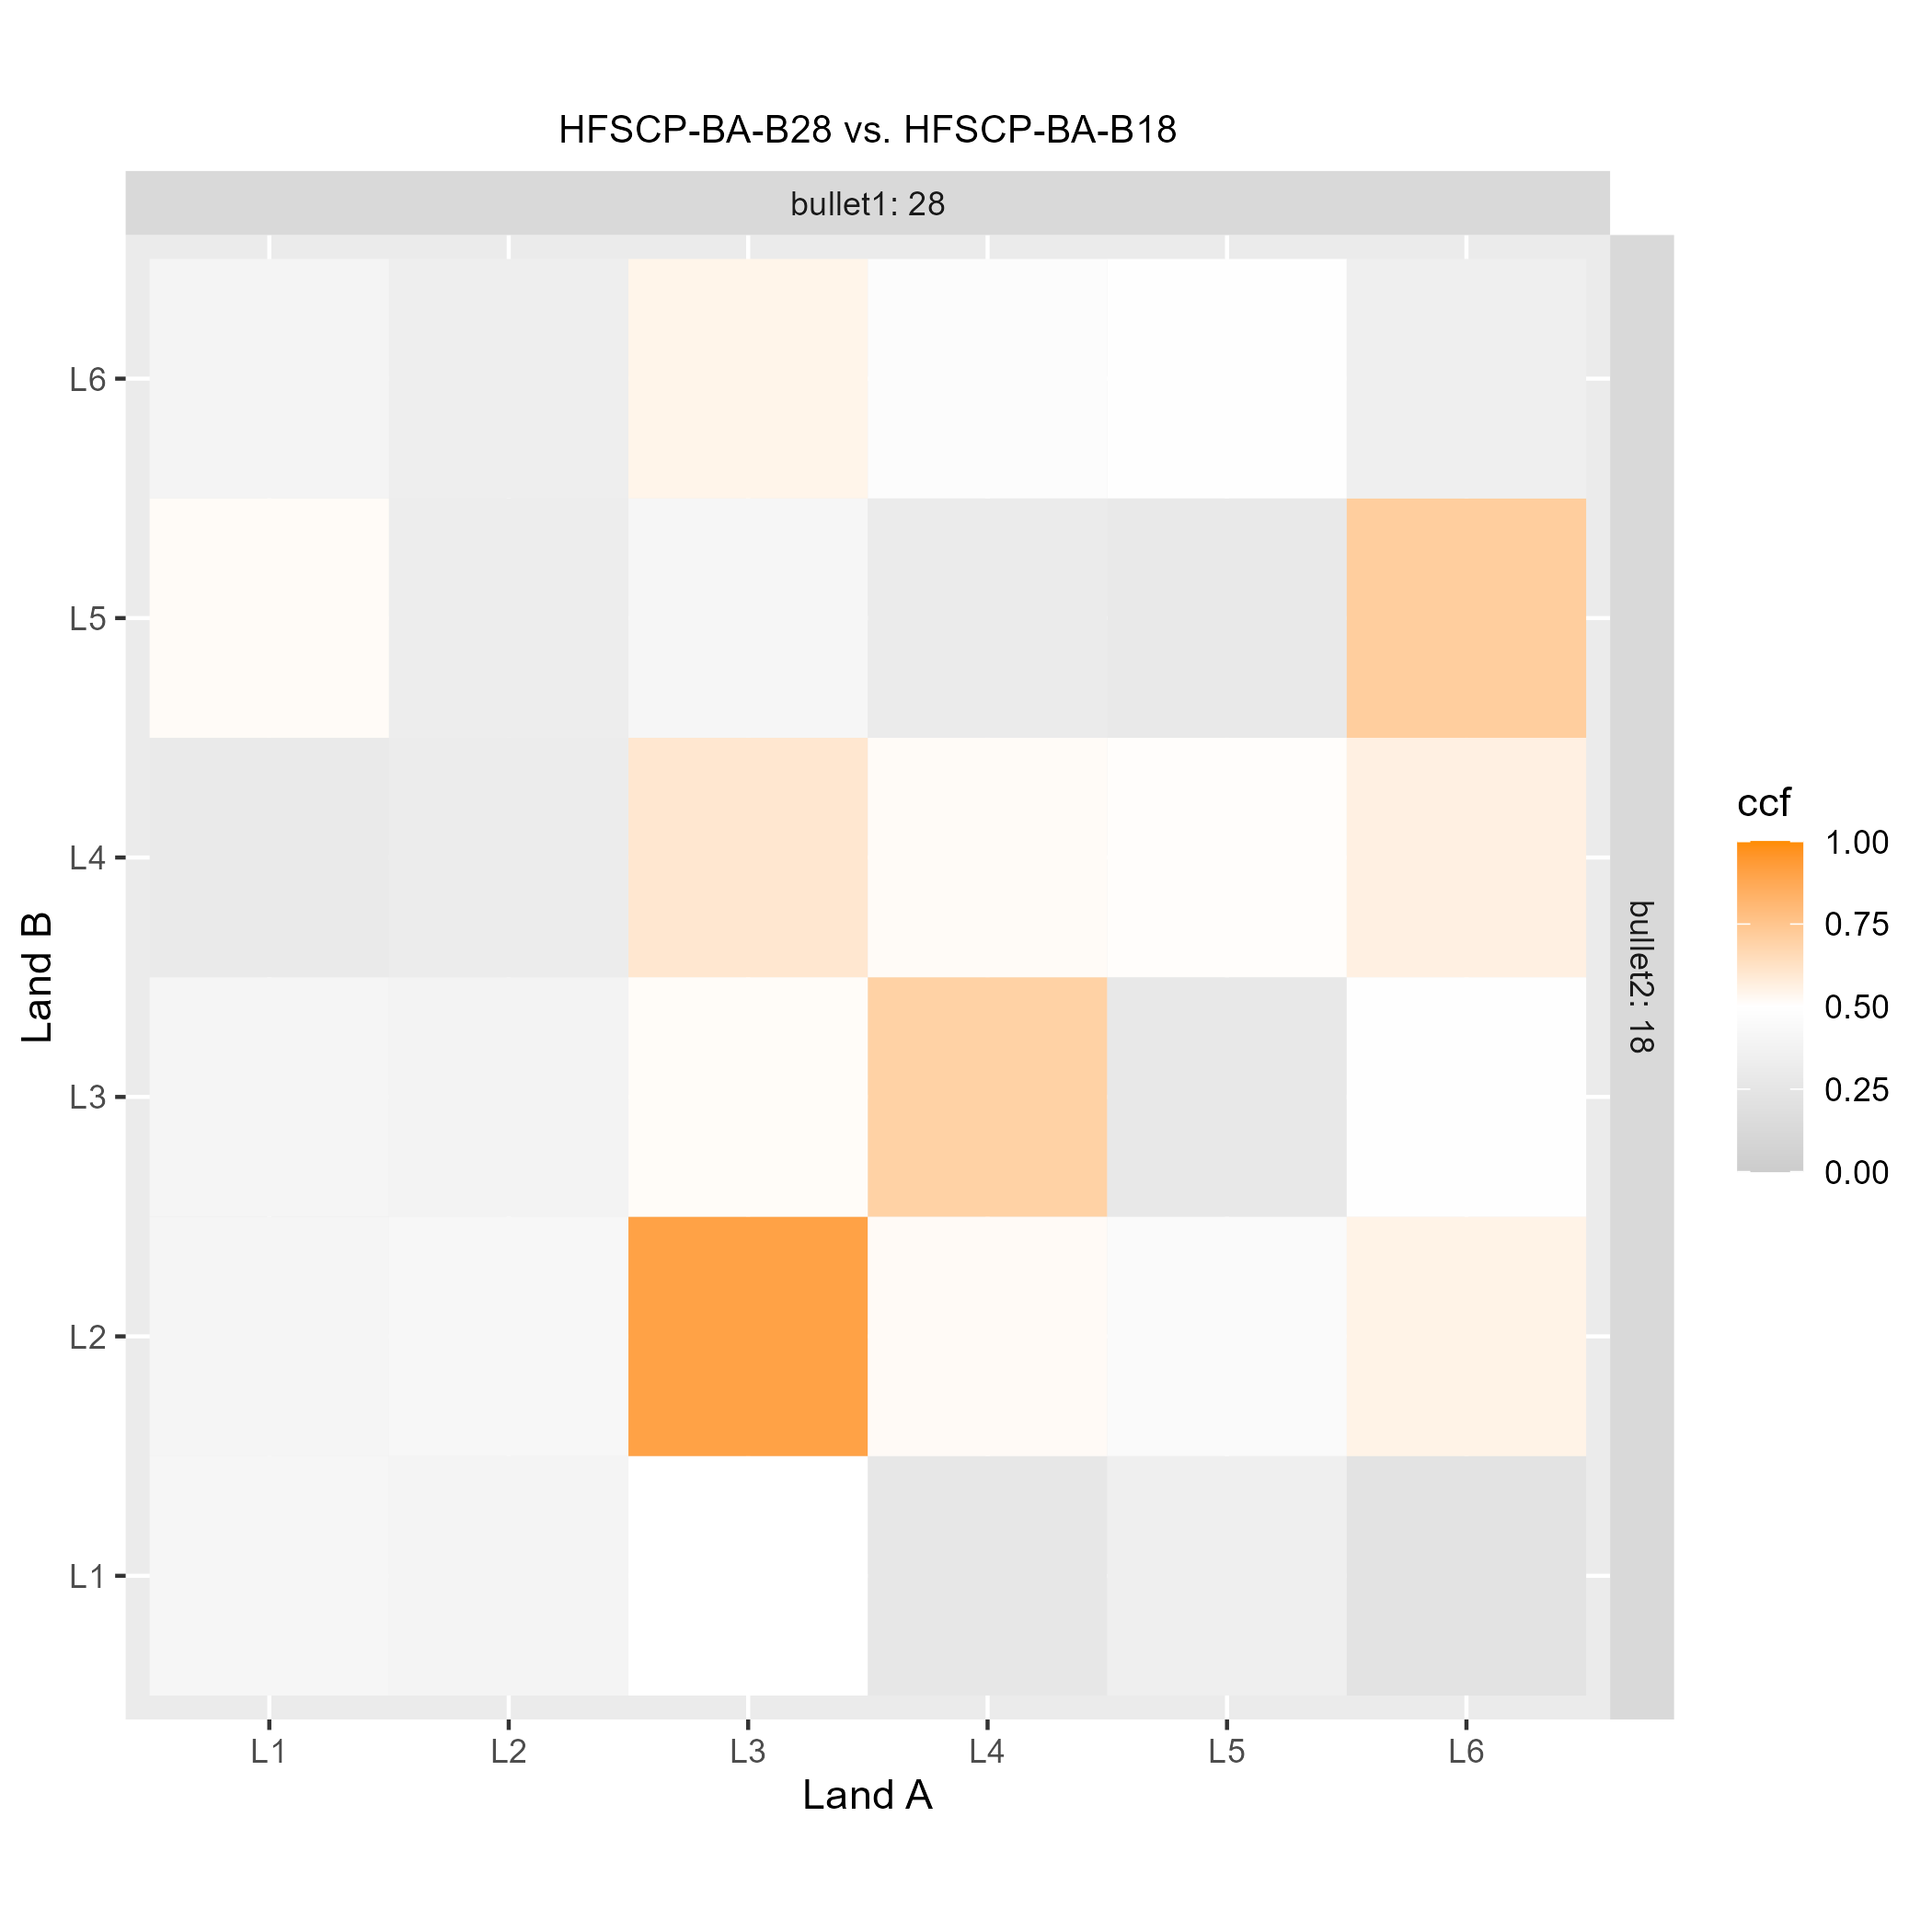 HFSCP-BA-B28 vs. HFSCP-BA-B18
bullet1: 28
L6
L5
L4
L3
L2
L1
Land B
bullet2: 18
ccf
1.00
0.75
0.50
0.25
0.00
L1
L2
L3
L4
L5
L6
Land A